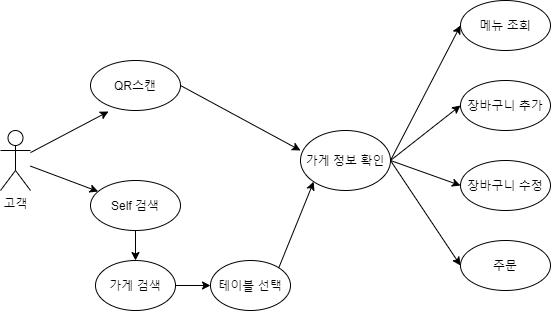 메뉴 조회
QR스캔
장바구니 추가
가게 정보 확인
장바구니 수정
고객
Self 검색
주문
가게 검색
테이블 선택